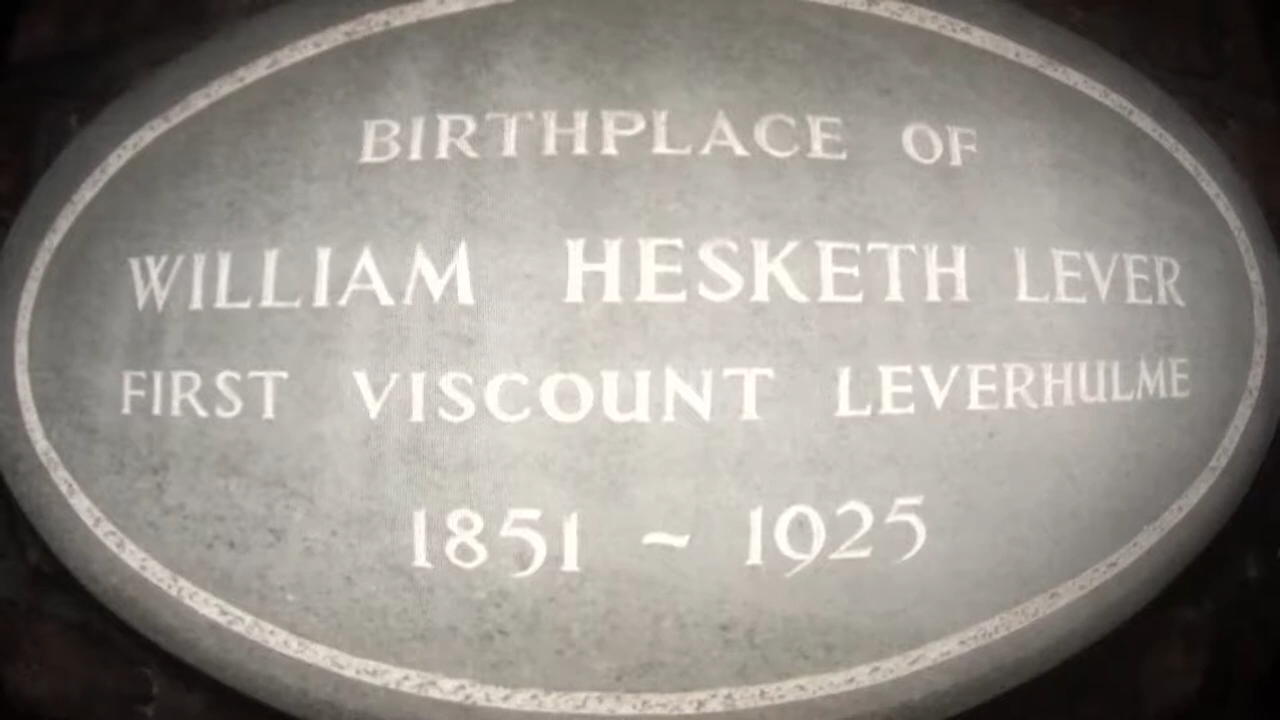 BIRTHPLACE OF
WILLIAM HESKETH LEVER
FIRST VISCOUNT LEVERHULME
1851 ~ 1925